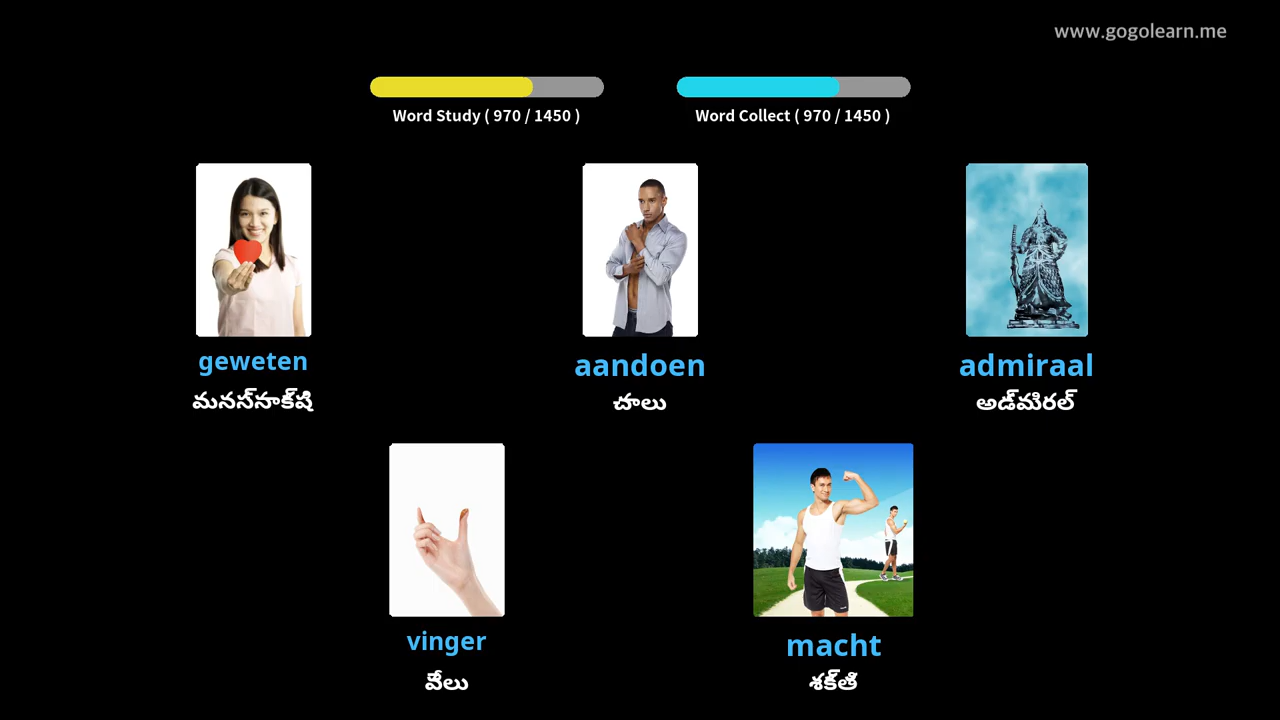 www.gogolearn.me
Word Study ( 970 / 1450 )
Word Collect ( 970 / 1450 )
geweten
మనస్సాక్షి
aandoen
చాలు
admiraal
అడ్మిరల్
vinger
వేలు
macht
శక్తి